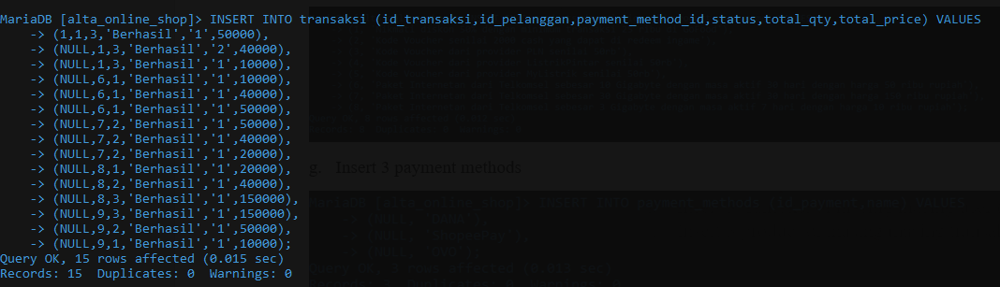 MariaDB [alta_online_shop]> INSERT INTO transaksi (id_transaksi,id_pelanggan,payment_method_id,status,total_qty,total_price) VALUES
    -> (1,1,3,'Berhasil','1',50000),
    -> (NULL,1,3,'Berhasil','2',40000),
    -> (NULL,1,3,'Berhasil','1',10000),
    -> (NULL,6,1,'Berhasil','1',10000),
    -> (NULL,6,1,'Berhasil','1',40000),
    -> (NULL,6,1,'Berhasil','1',50000),
    -> (NULL,7,2,'Berhasil','1',50000),
    -> (NULL,7,2,'Berhasil','1',40000),
    -> (NULL,7,2,'Berhasil','1',20000),
    -> (NULL,8,1,'Berhasil','1',20000),
    -> (NULL,8,2,'Berhasil','1',40000),
    -> (NULL,8,3,'Berhasil','1',150000),
    -> (NULL,9,3,'Berhasil','1',150000),
    -> (NULL,9,2,'Berhasil','1',50000),
    -> (NULL,9,1,'Berhasil','1',10000);
Query OK, 15 rows affected (0.015 sec)
Records: 15  Duplicates: 0  Warnings: 0
g. Insert 3 payment methods
MariaDB [alta_online_shop]> INSERT INTO payment_methods VALUES